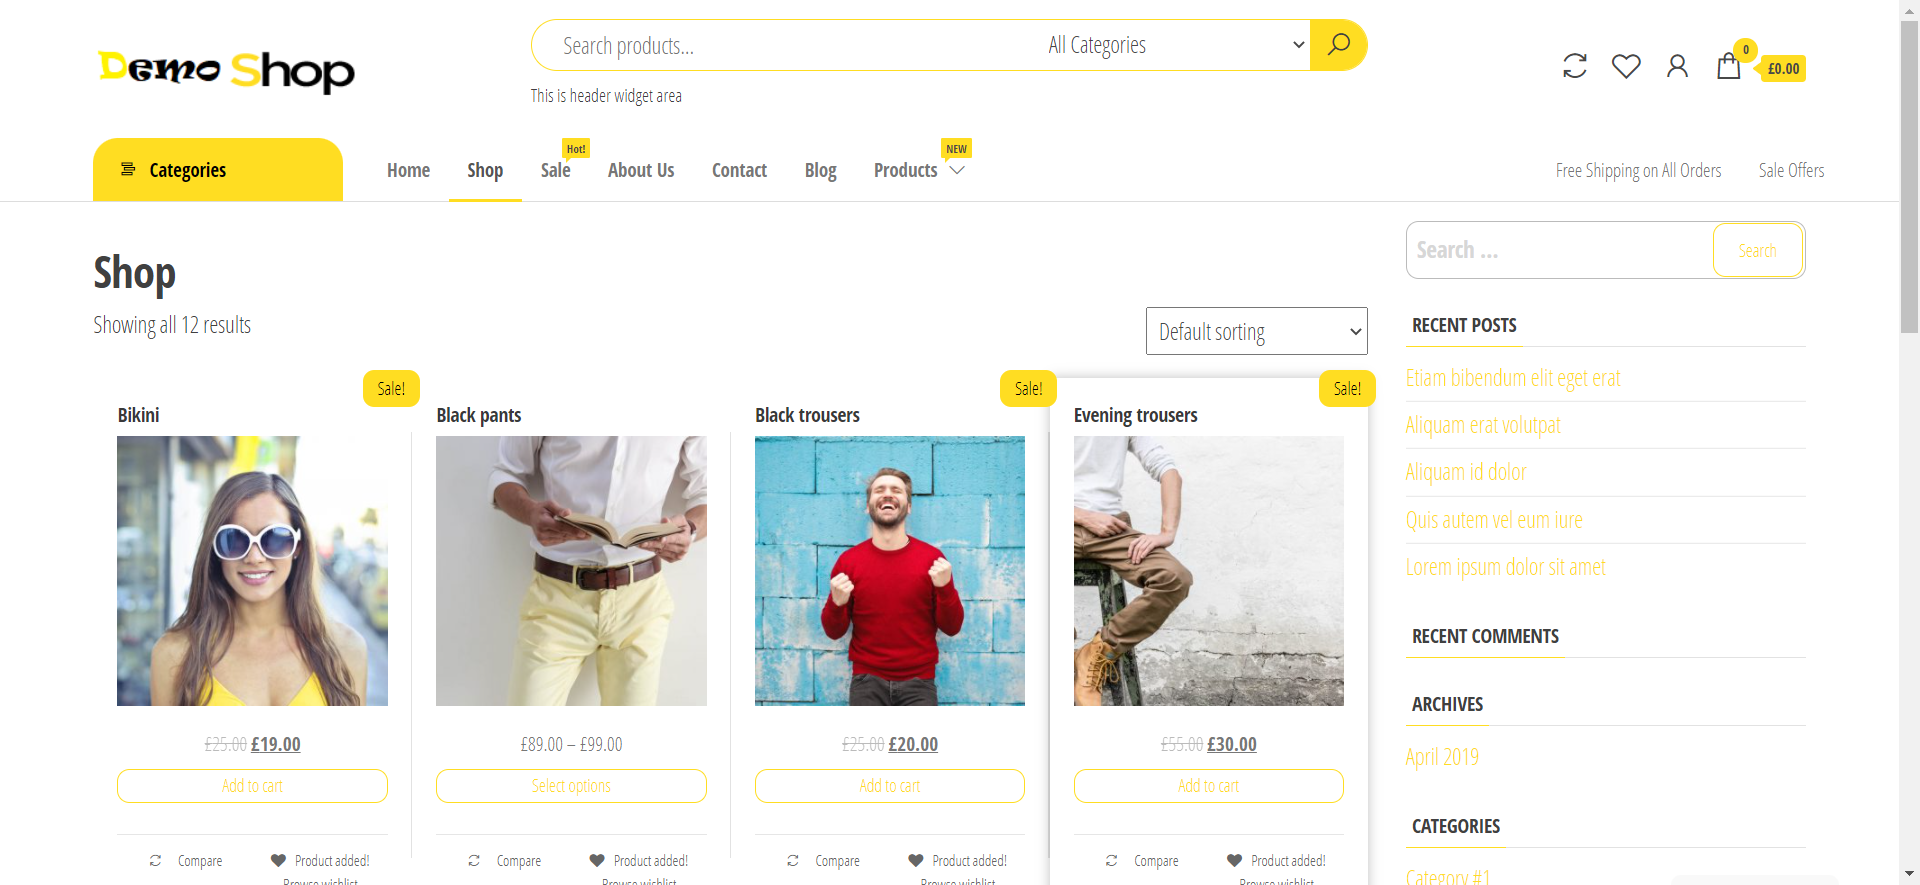 Demo Shop
Search products...
All Categories
This is header widget area
0
£0.00
Categories
Home
Shop
Sale
Hot!
About Us
Contact
Blog
Products
NEW
Free Shipping on All Orders
Sale Offers
Shop
Showing all 12 results
Default sorting
Sale!
Bikini
£25.00 £19.00
Add to cart
Compare
Product added!
Browse wishlist
Black pants
£89.00 – £99.00
Select options
Compare
Product added!
Browse wishlist
Sale!
Black trousers
£25.00 £20.00
Add to cart
Compare
Product added!
Browse wishlist
Sale!
Evening trousers
£55.00 £30.00
Add to cart
Compare
Product added!
Browse wishlist
Search ...
Search
RECENT POSTS
Etiam bibendum elit eget erat
Aliquam erat volutpat
Aliquam id dolor
Quis autem vel eum iure
Lorem ipsum dolor sit amet
RECENT COMMENTS
ARCHIVES
April 2019
CATEGORIES
Category #1